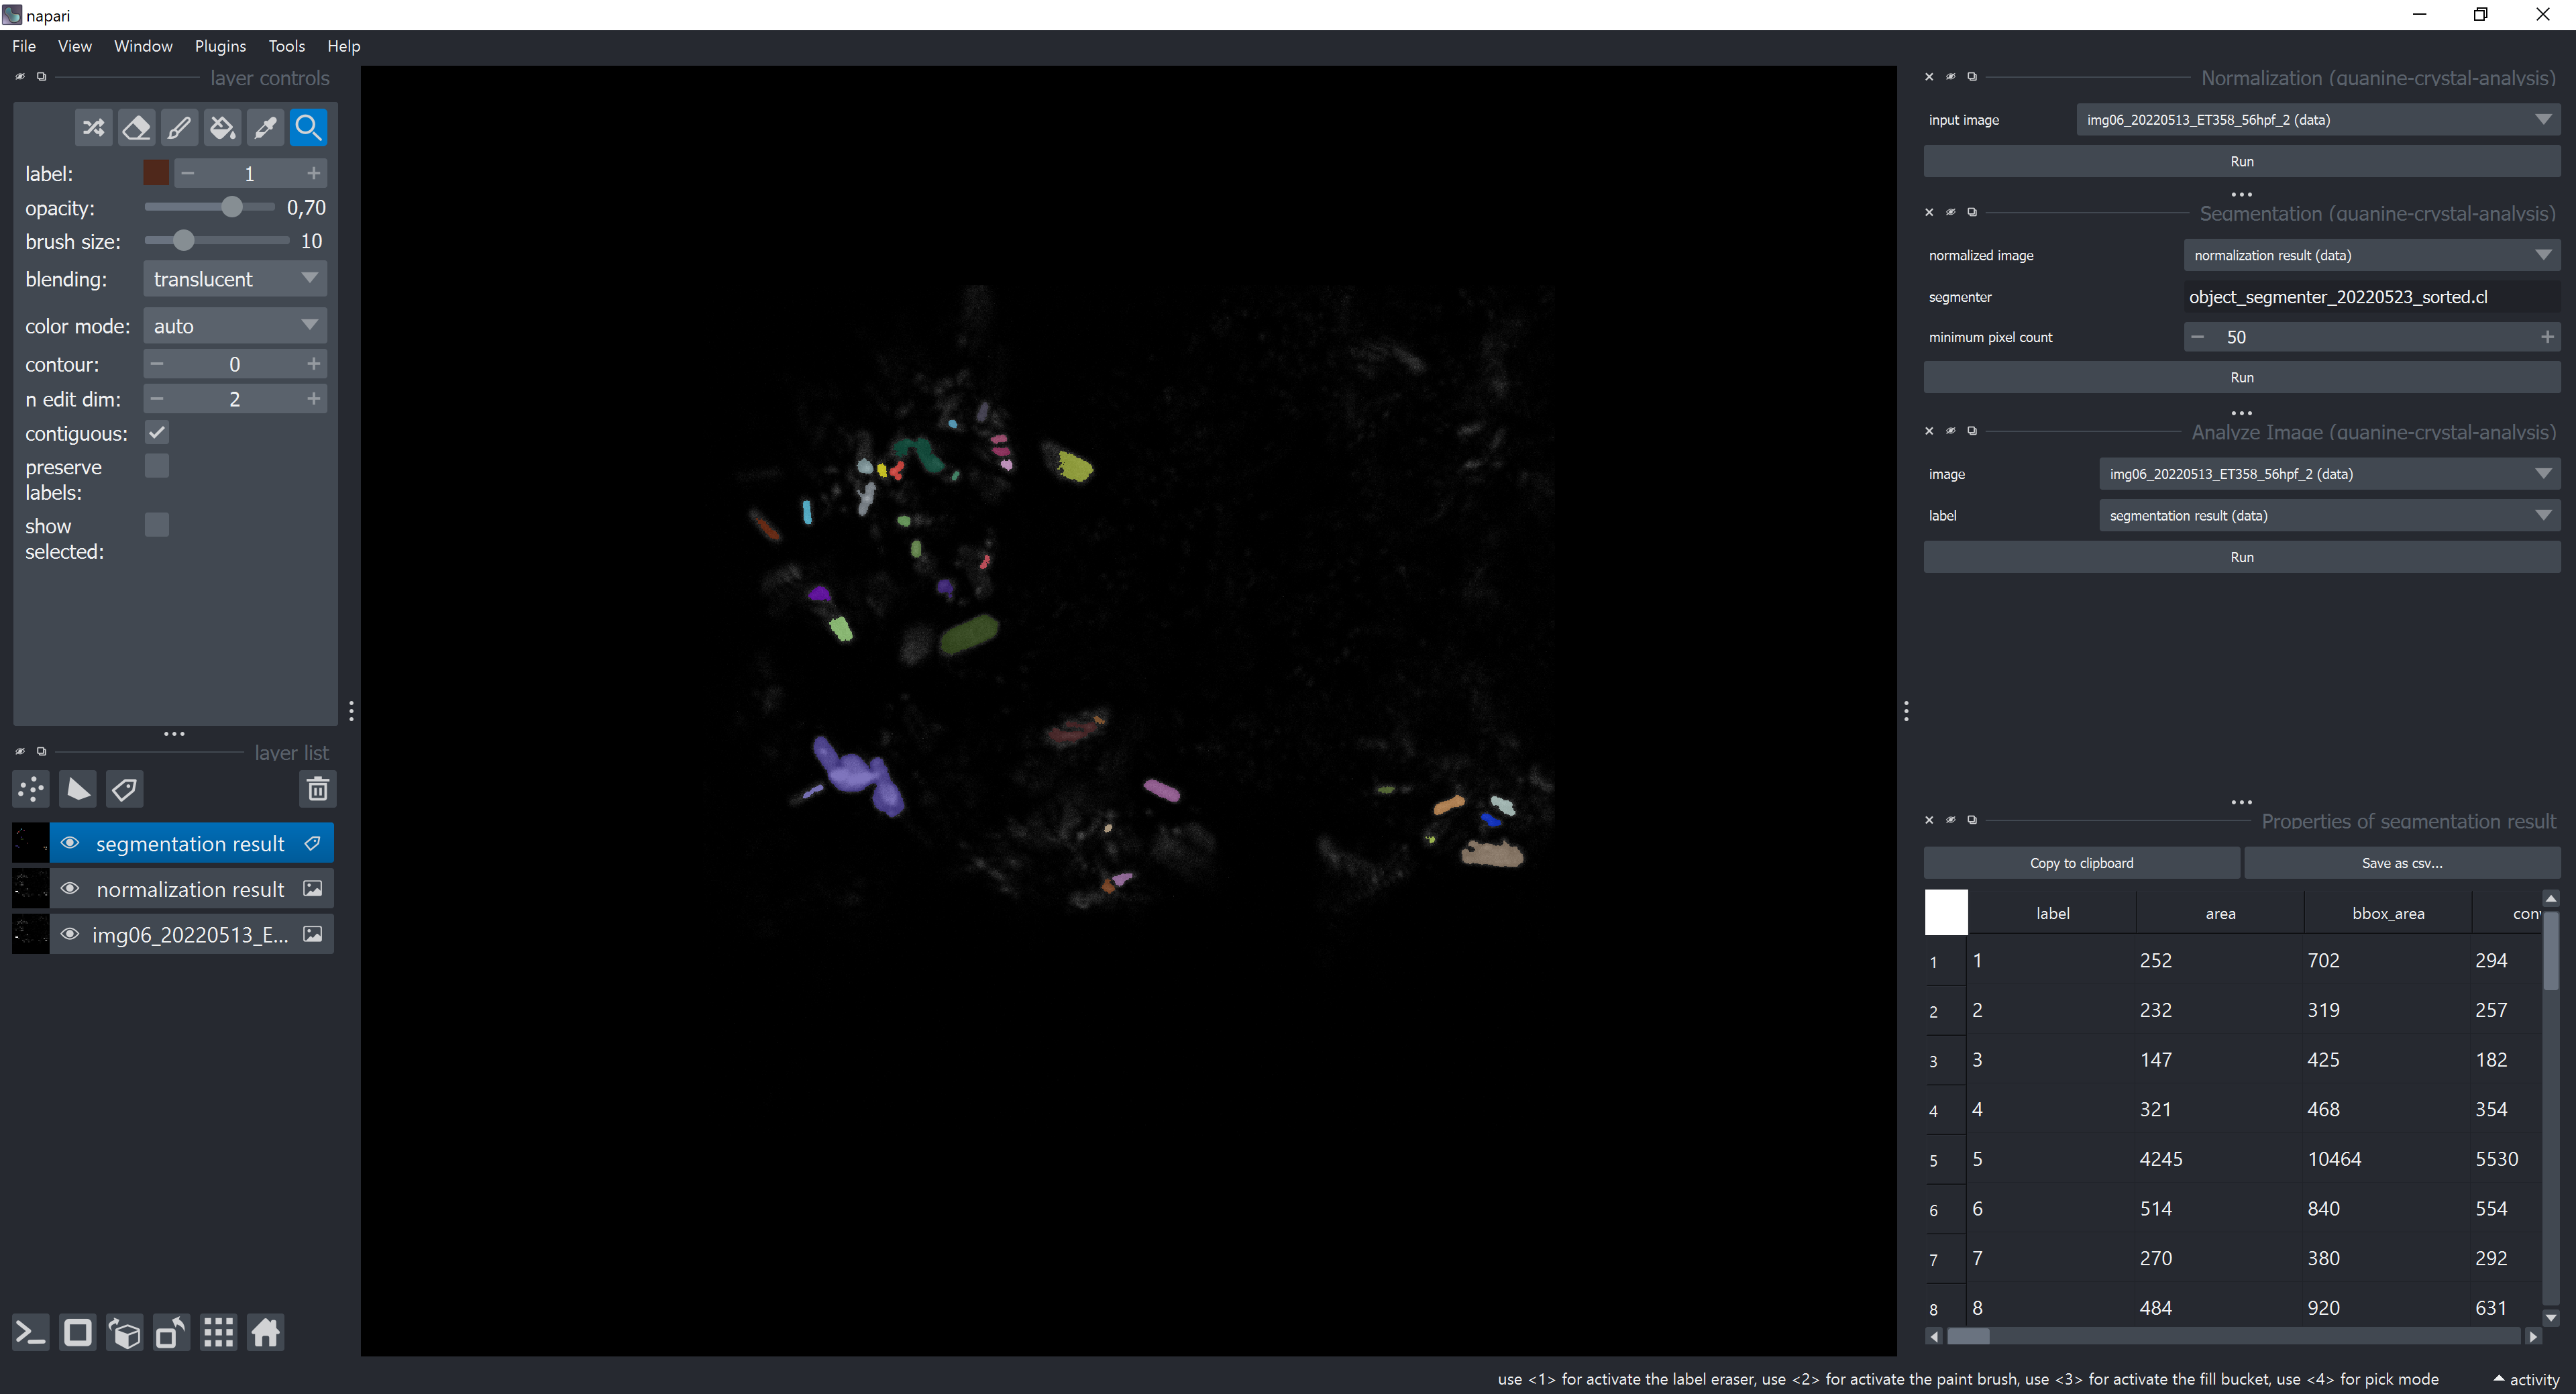 napari
File View Window Plugins Tools Help
layer controls
label: 1
opacity: 0,70
brush size: 10
blending: translucent
color mode: auto
contour: 0
n edit dim: 2
contiguous:
preserve
labels:
show
selected:
layer list
segmentation result
normalization result
img06_20220513_E...
Normalization (guanine-crystal-analysis)
input image img06_20220513_ET358_56hpf_2 (data)
Run
Segmentation (guanine-crystal-analysis)
normalized image normalization result (data)
segmenter object_segmenter_20220523_sorted.cl
minimum pixel count 50
Run
Analyze Image (guanine-crystal-analysis)
image img06_20220513_ET358_56hpf_2 (data)
label segmentation result (data)
Run
Properties of segmentation result
Copy to clipboard Save as csv...
label area bbox_area con
1 1 252 702 294
2 2 232 319 257
3 3 147 425 182
4 4 321 468 354
5 5 4245 10464 5530
6 6 514 840 554
7 7 270 380 292
8 8 484 920 631
use <1> for activate the label eraser, use <2> for activate the paint brush, use <3> for activate the fill bucket, use <4> for pick mode activity